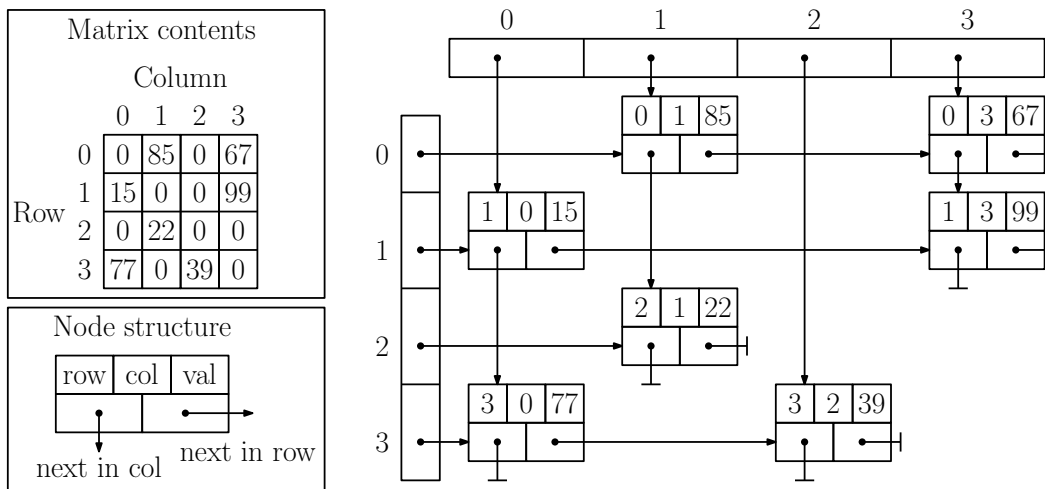 Matrix contents
Column
0 1 2 3
0 0 85 0 67
1 15 0 0 99
Row
2 0 22 0 0
3 77 0 39 0
Node structure
row col val
next in row
next in col
0 1 2 3
0 1 85 0 3 67
0
1 0 15 1 3 99
1
2 1 22
2
3 0 77 3 2 39
3